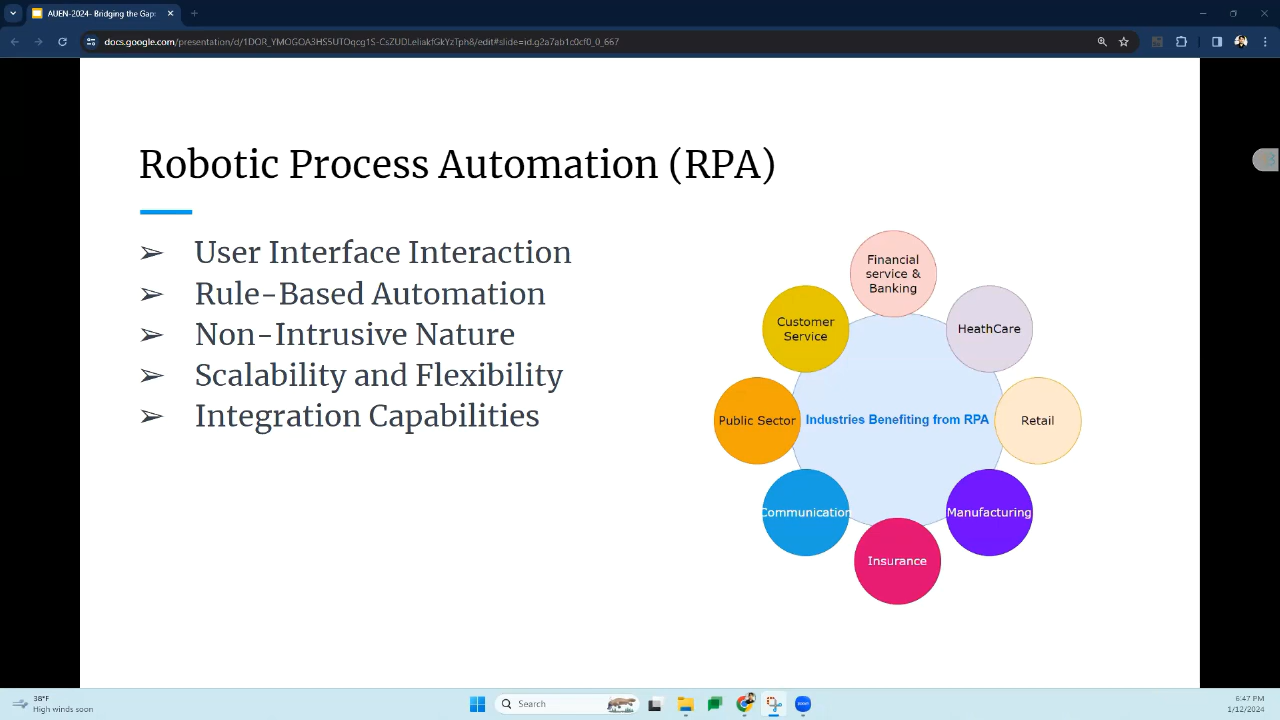 AUEN-2024- Bridging the Gap:
docs.google.com/presentation/d/1DOR_YMOGOA3HS5UTOqcg1S-CsZUDLeliakfGkYzTph8/edit#slide=id.g2a7ab1c0cf0_0_667
Robotic Process Automation (RPA)
➢ User Interface Interaction
➢ Rule-Based Automation
➢ Non-Intrusive Nature
➢ Scalability and Flexibility
➢ Integration Capabilities
Financial
service &
Banking
Customer
Service
HeathCare
Public Sector
Industries Benefiting from RPA
Retail
Communication
Manufacturing
Insurance
38°F
High winds soon
Search
zoom
6:47 PM
1/12/2024